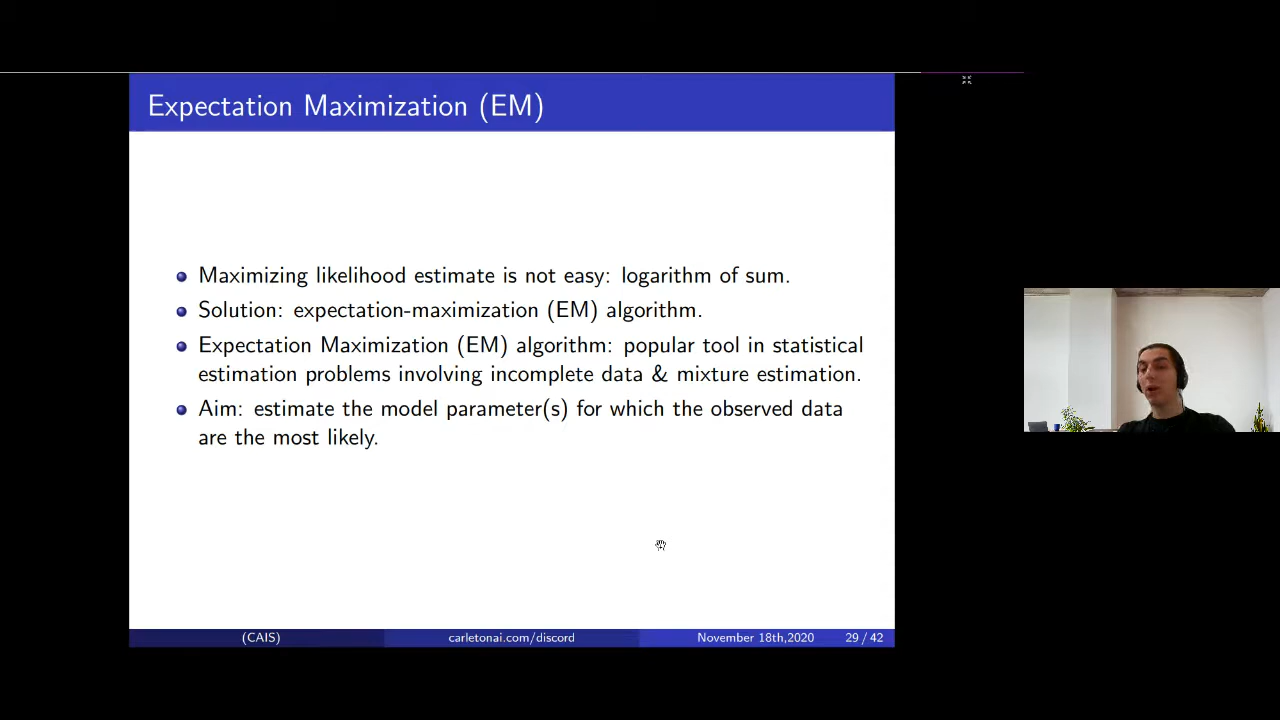 Expectation Maximization (EM)
Maximizing likelihood estimate is not easy: logarithm of sum.
Solution: expectation-maximization (EM) algorithm.
Expectation Maximization (EM) algorithm: popular tool in statistical
estimation problems involving incomplete data & mixture estimation.
Aim: estimate the model parameter(s) for which the observed data
are the most likely.
(CAIS) carletonai.com/discord November 18th,2020 29 / 42